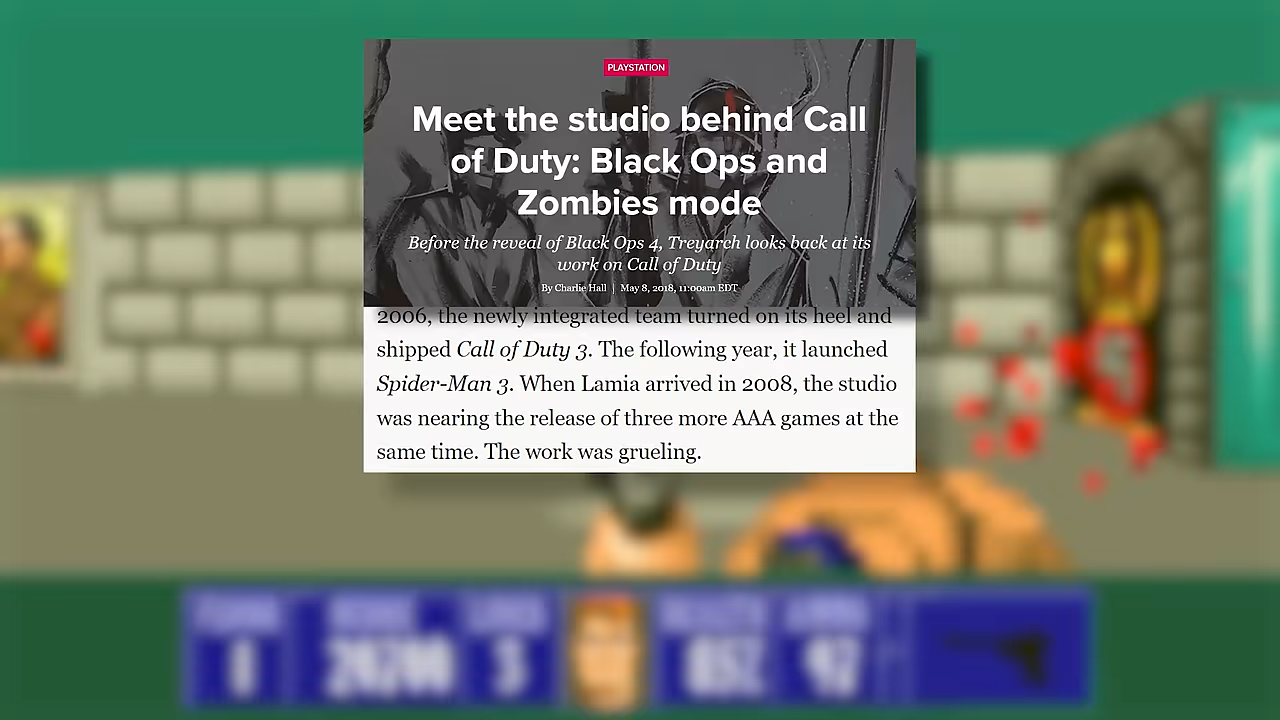 PLAYSTATION
Meet the studio behind Call
of Duty: Black Ops and
Zombies mode
Before the reveal of Black Ops 4, Treyarch looks back at its
work on Call of Duty
By Charlie Hall | May 8, 2018, 11:00am EDT
2006, the newly integrated team turned on its heel and
shipped Call of Duty 3. The following year, it launched
Spider-Man 3. When Lamia arrived in 2008, the studio
was nearing the release of three more AAA games at the
same time. The work was grueling.